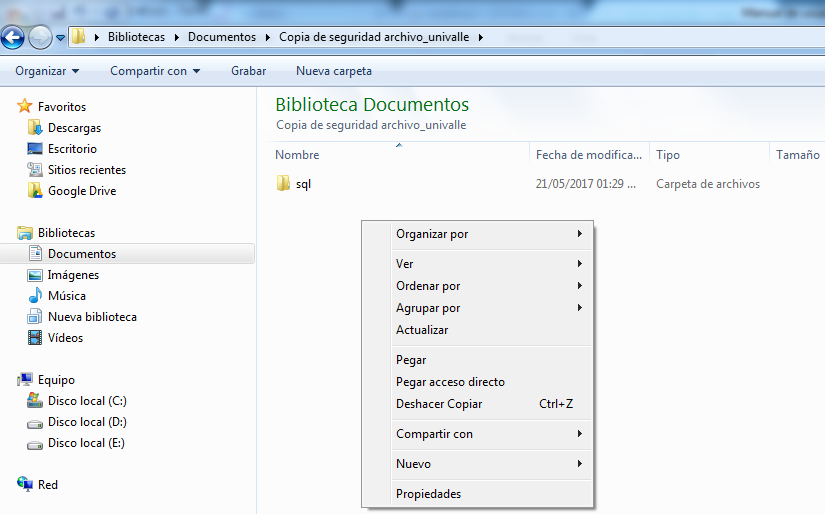 Bibliotecas Documentos Copia de seguridad archivo_univalle
Organizar Compartir con Grabar Nueva carpeta
Favoritos
Descargas
Escritorio
Sitios recientes
Google Drive
Bibliotecas
Documentos
Imágenes
Música
Nueva biblioteca
Vídeos
Equipo
Disco local (C:)
Disco local (D:)
Disco local (E:)
Red
Biblioteca Documentos
Copia de seguridad archivo_univalle
Nombre Fecha de modifica... Tipo Tamaño
sql 21/05/2017 01:29 ... Carpeta de archivos
Organizar por
Ver
Ordenar por
Agrupar por
Actualizar
Pegar
Pegar acceso directo
Deshacer Copiar Ctrl+Z
Compartir con
Nuevo
Propiedades